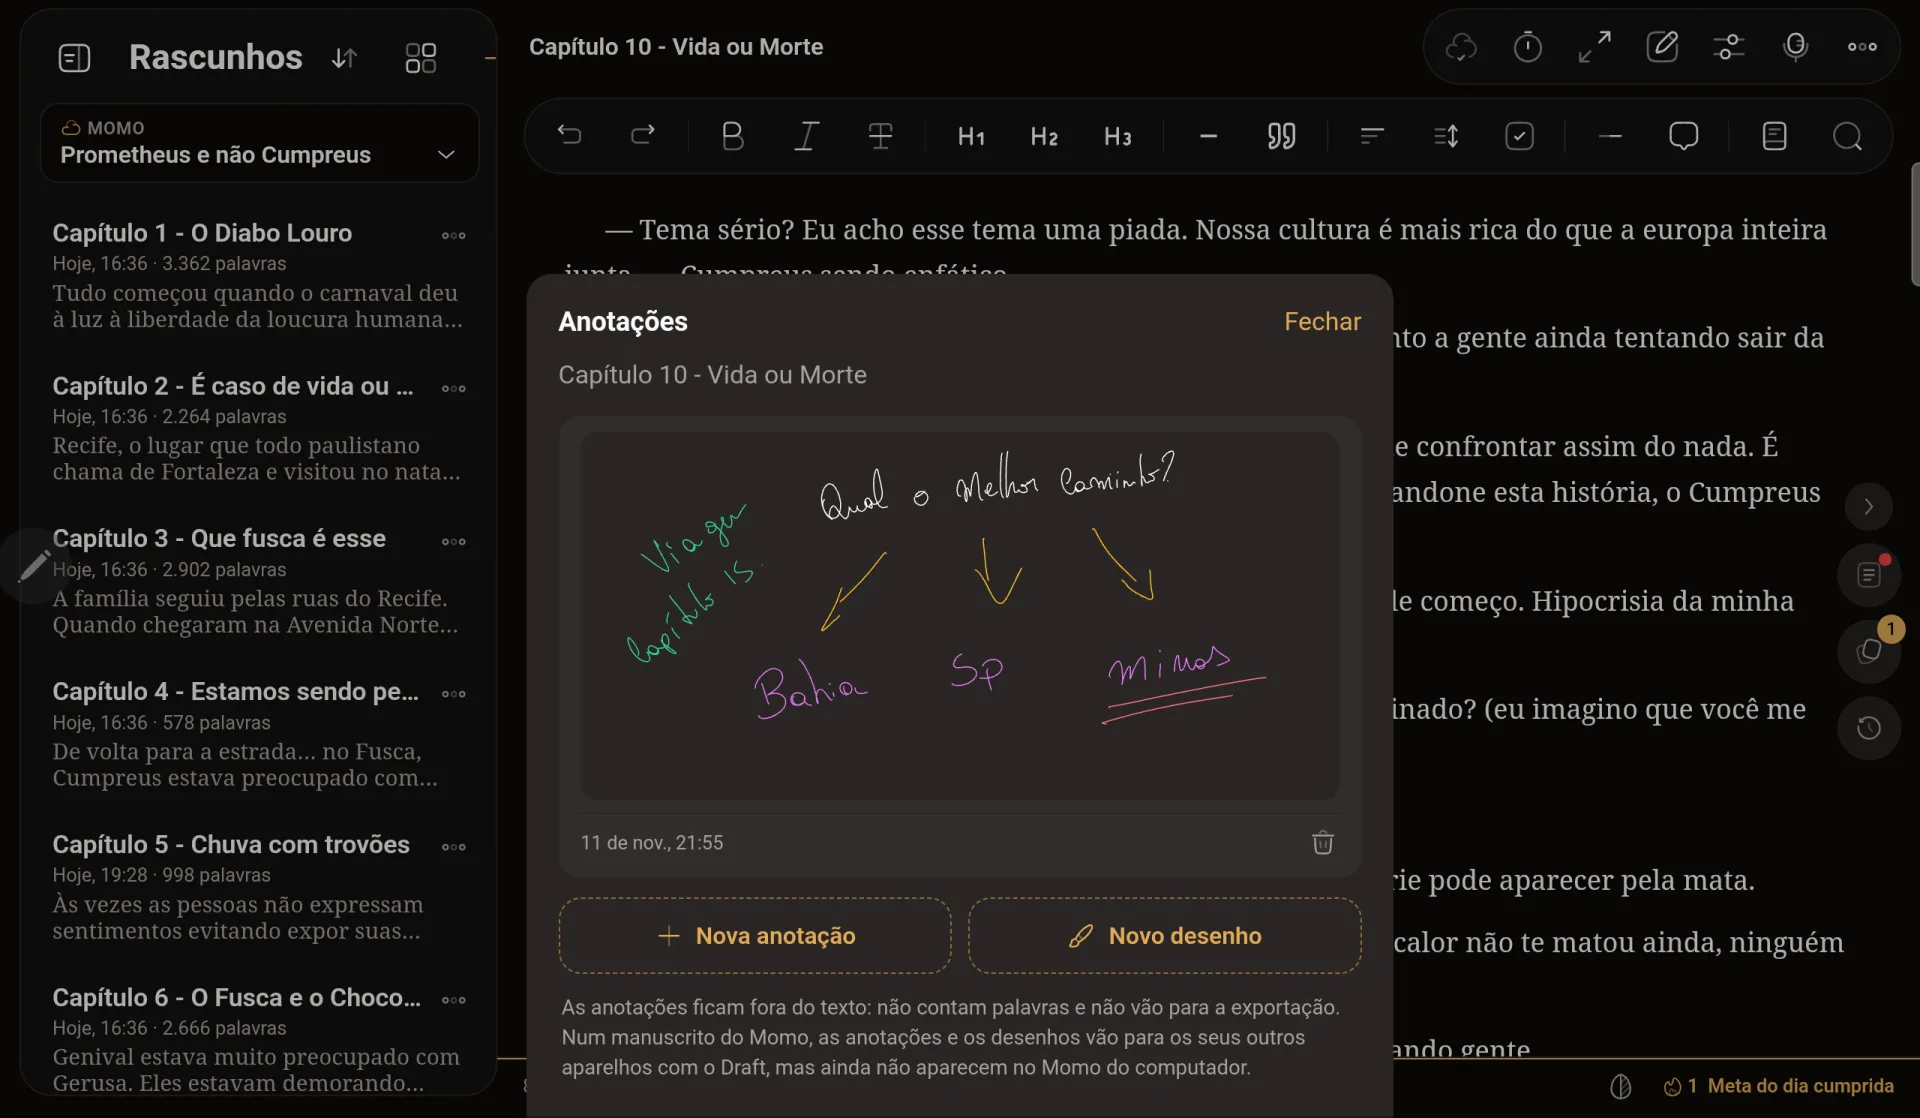 Rascunhos
MOMO
Prometheus e não Cumpreus
Capítulo 1 - O Diabo Louro
Hoje, 16:36 · 3.362 palavras
Tudo começou quando o carnaval deu
à luz à liberdade da loucura humana...
Capítulo 2 - É caso de vida ou ...
Hoje, 16:36 · 2.264 palavras
Recife, o lugar que todo paulistano
chama de Fortaleza e visitou no nata...
Capítulo 3 - Que fusca é esse
Hoje, 16:36 · 2.902 palavras
A família seguiu pelas ruas do Recife.
Quando chegaram na Avenida Norte...
Capítulo 4 - Estamos sendo pe...
Hoje, 16:36 · 578 palavras
De volta para a estrada... no Fusca,
Cumpreus estava preocupado com...
Capítulo 5 - Chuva com trovões
Hoje, 19:28 · 998 palavras
Às vezes as pessoas não expressam
sentimentos evitando expor suas...
Capítulo 6 - O Fusca e o Choco...
Hoje, 16:36 · 2.666 palavras
Genival estava muito preocupado com
Gerusa. Eles estavam demorando...
Capítulo 10 - Vida ou Morte
H1 H2 H3
— Tema sério? Eu acho esse tema uma piada. Nossa cultura é mais rica do que a europa inteira
junta. — Cumpreus sendo enfático
a gente ainda tentando sair da
confrontar assim do nada. É
esta história, o Cumpreus
começo. Hipocrisia da minha
(eu imagino que você me
pode aparecer pela mata.
calor não te matou ainda, ninguém
gente
Anotações
Fechar
Capítulo 10 - Vida ou Morte
Qual o Melhor Caminho?
Viagem
Capítulo 15.
Bahia
SP
Minas
11 de nov., 21:55
Nova anotação
Novo desenho
As anotações ficam fora do texto: não contam palavras e não vão para a exportação.
Num manuscrito do Momo, as anotações e os desenhos vão para os seus outros
aparelhos com o Draft, mas ainda não aparecem no Momo do computador.
1
1 Meta do dia cumprida